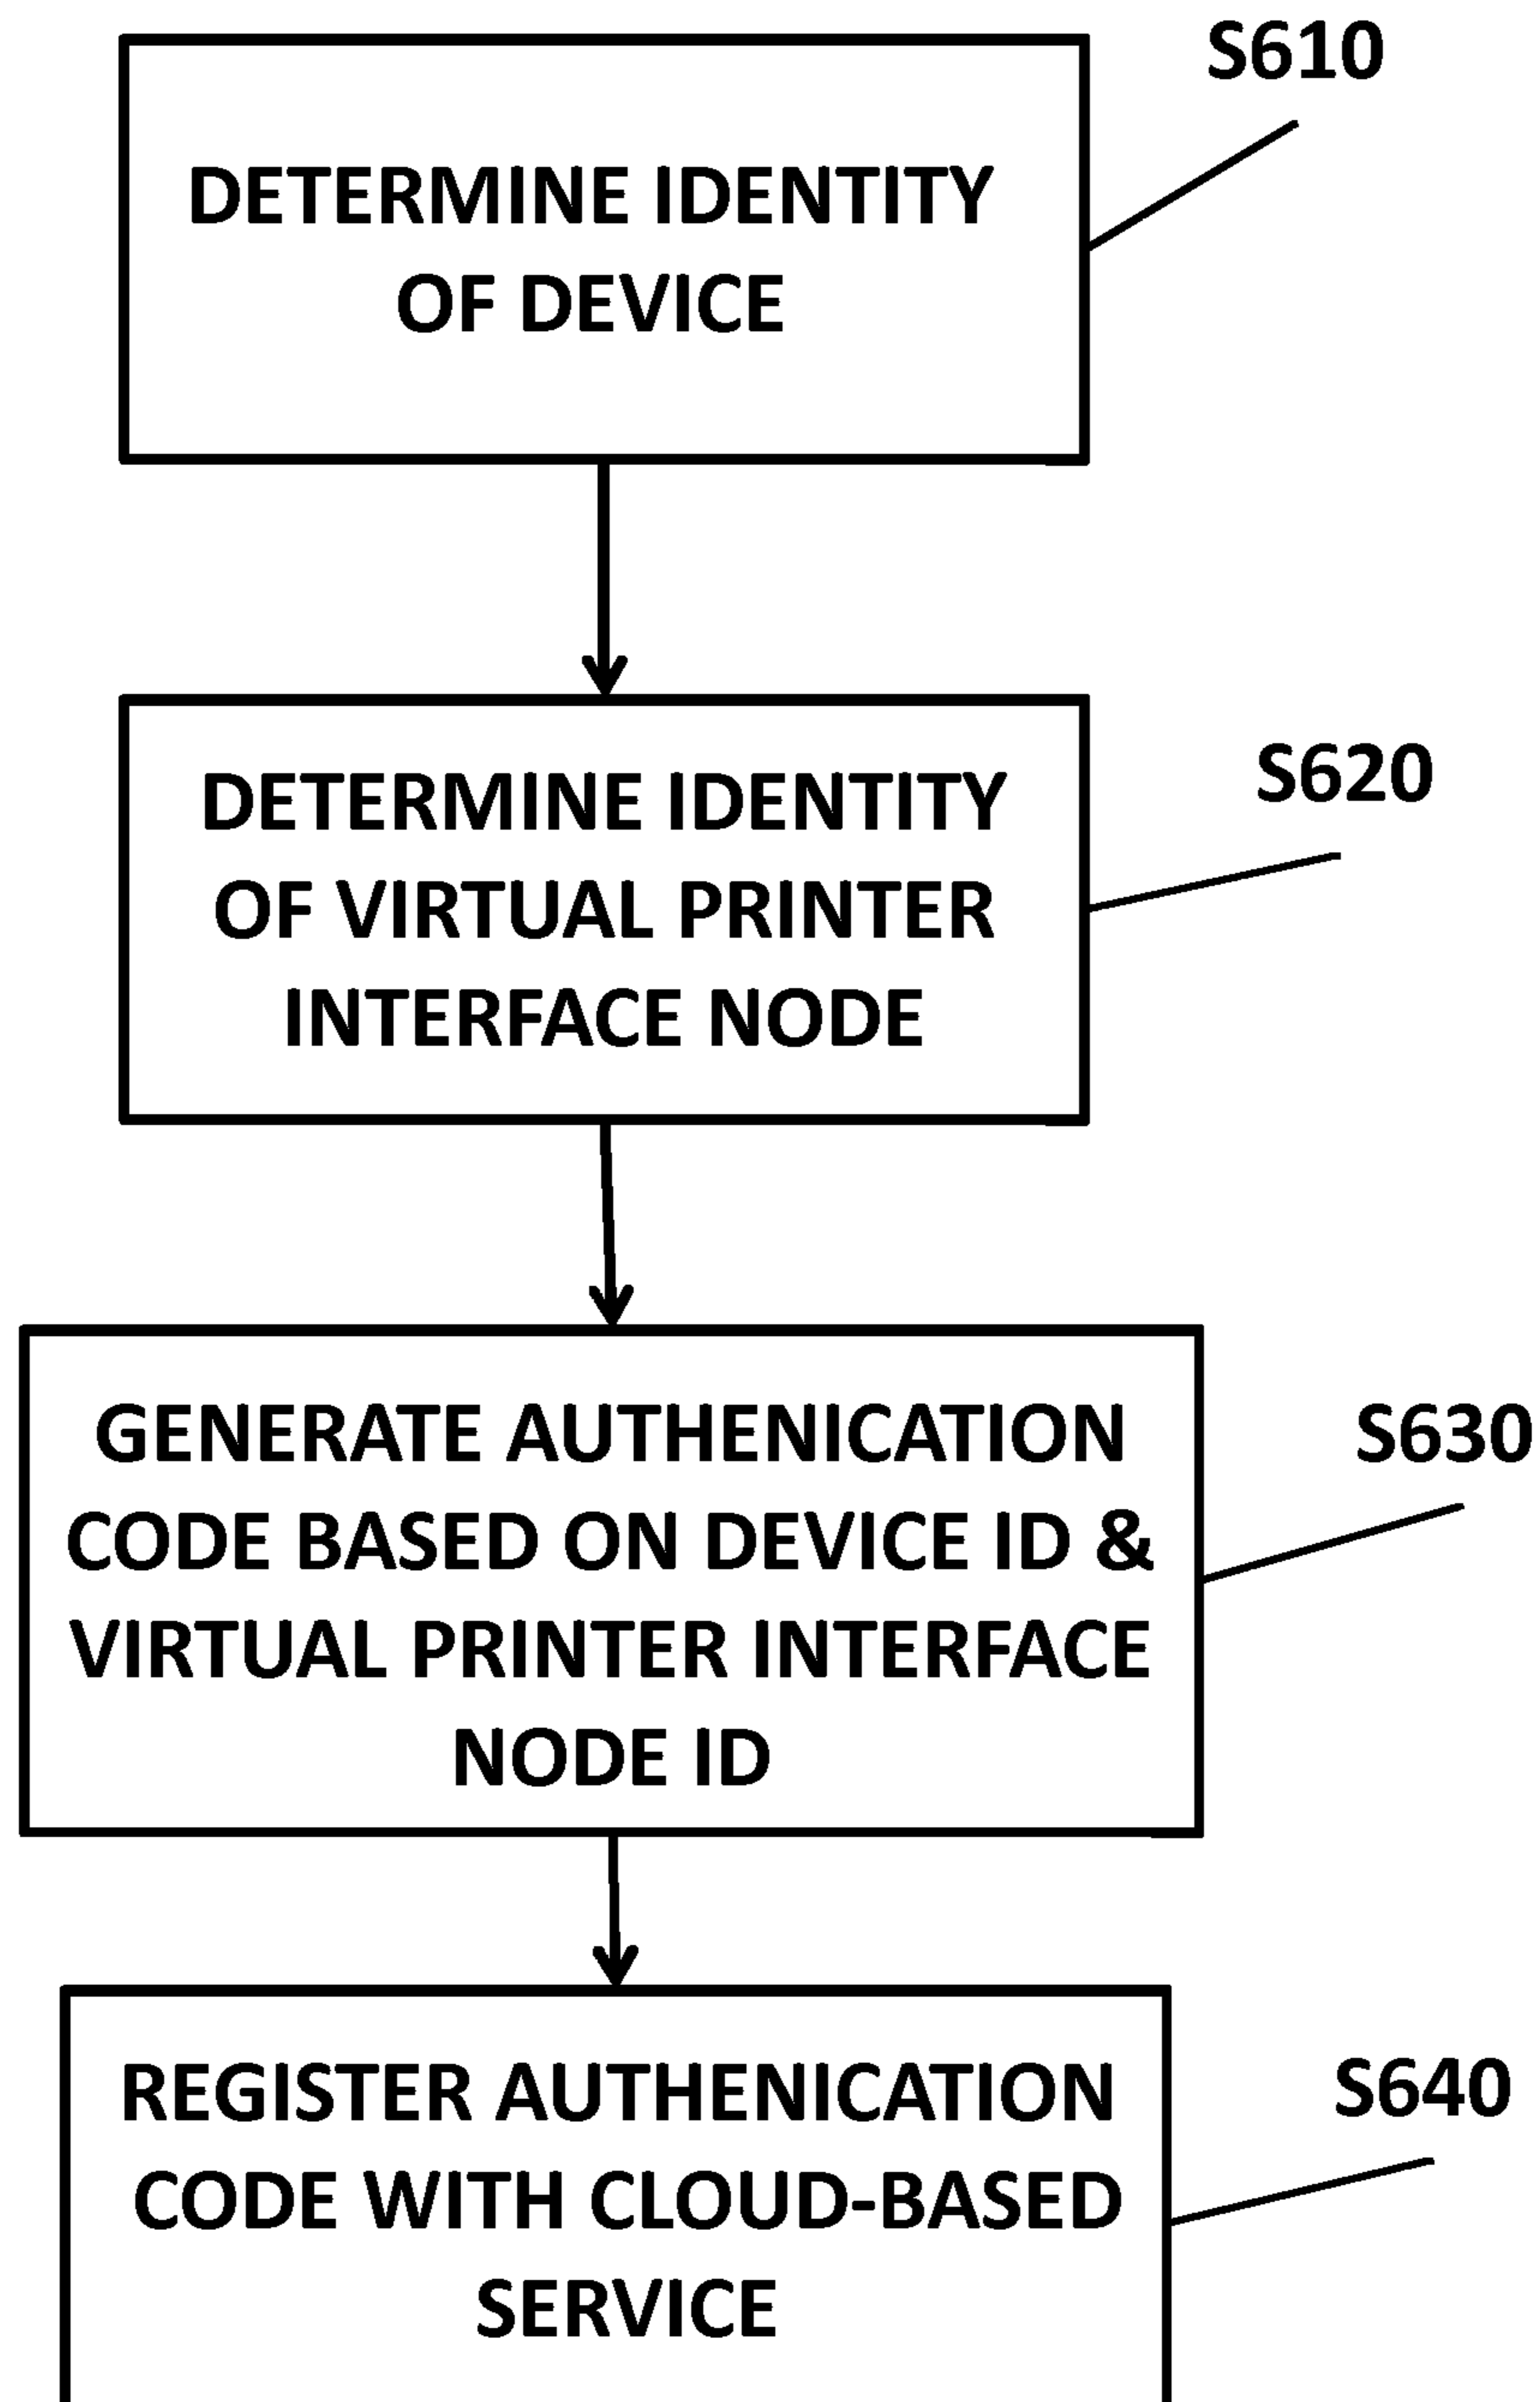 S610
DETERMINE IDENTITY
OF DEVICE
S620
DETERMINE IDENTITY
OF VIRTUAL PRINTER
INTERFACE NODE
S630
GENERATE AUTHENICATION
CODE BASED ON DEVICE ID &
VIRTUAL PRINTER INTERFACE
NODE ID
S640
REGISTER AUTHENICATION
CODE WITH CLOUD-BASED
SERVICE